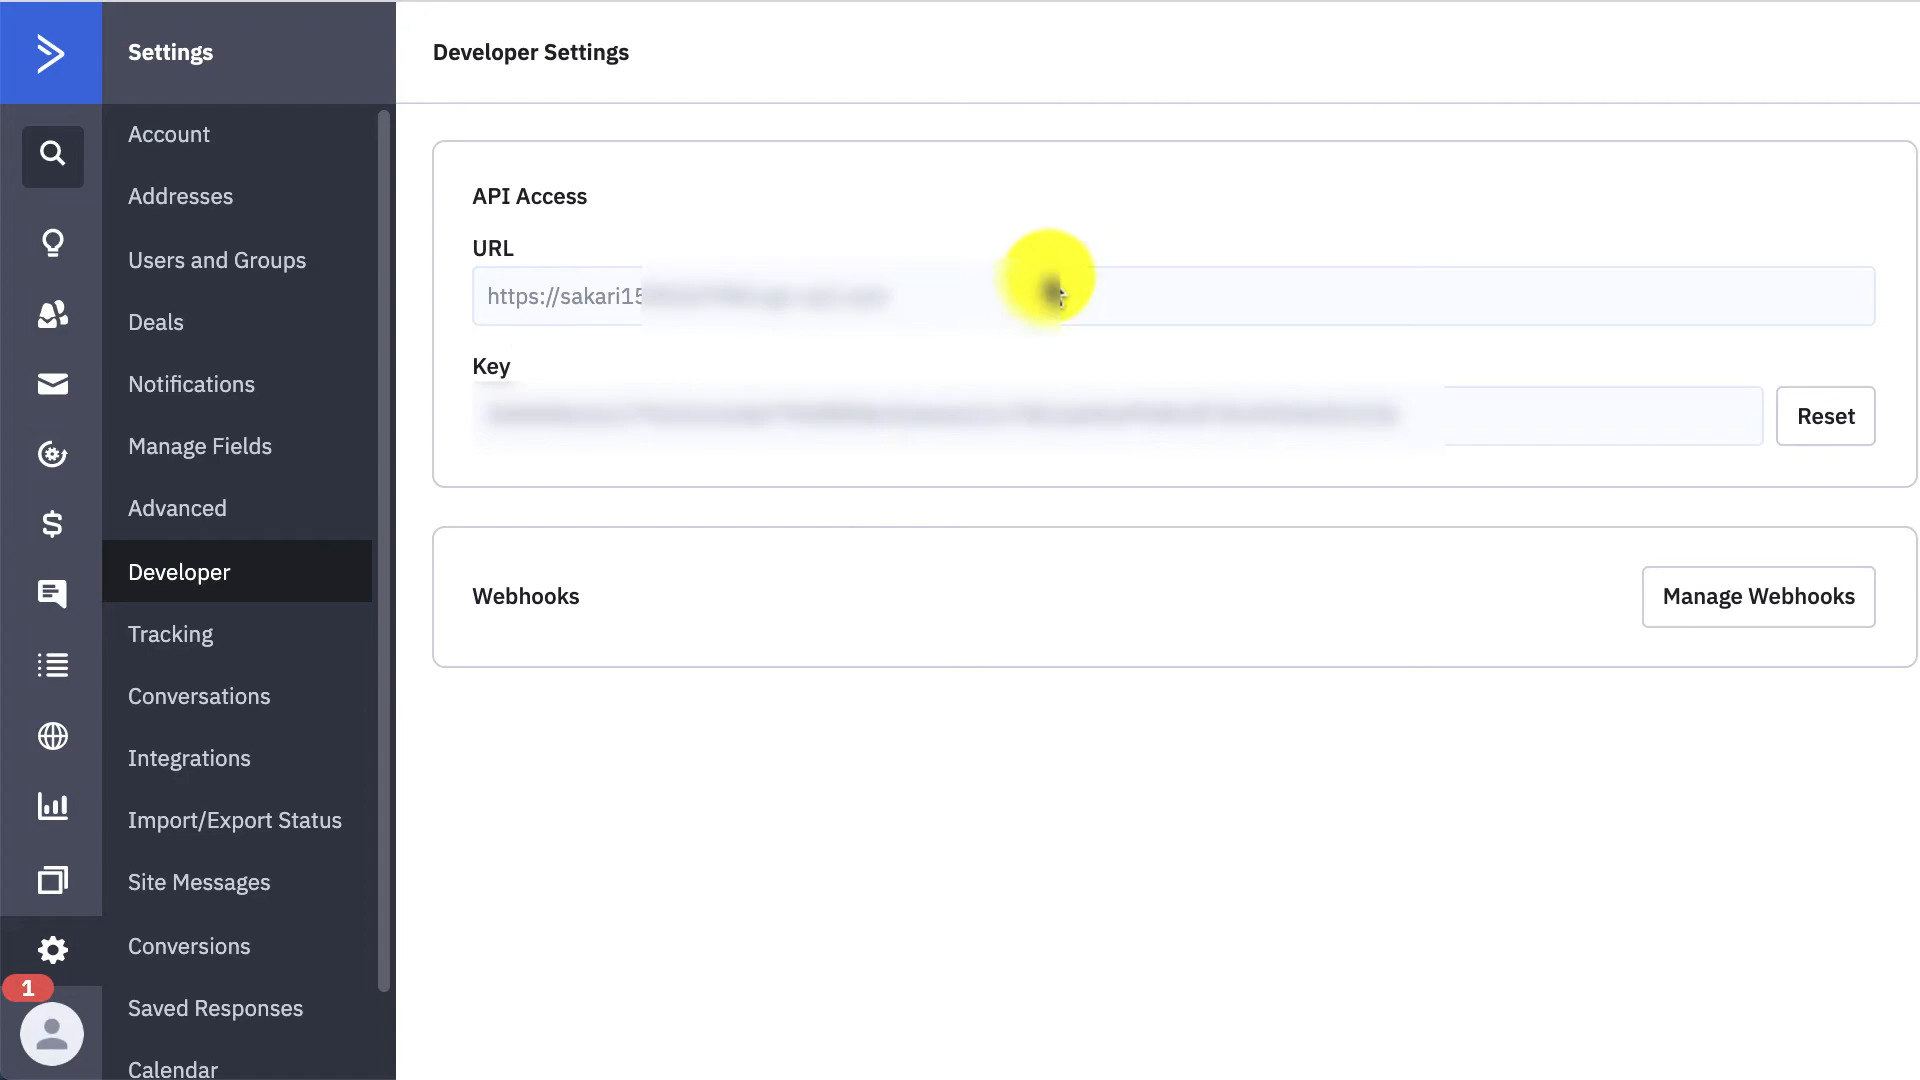 Settings
Account
Addresses
Users and Groups
Deals
Notifications
Manage Fields
Advanced
Developer
Tracking
Conversations
Integrations
Import/Export Status
Site Messages
Conversions
Saved Responses
Calendar
1
Developer Settings
API Access
URL
https://sakari15
Key
Reset
Webhooks
Manage Webhooks